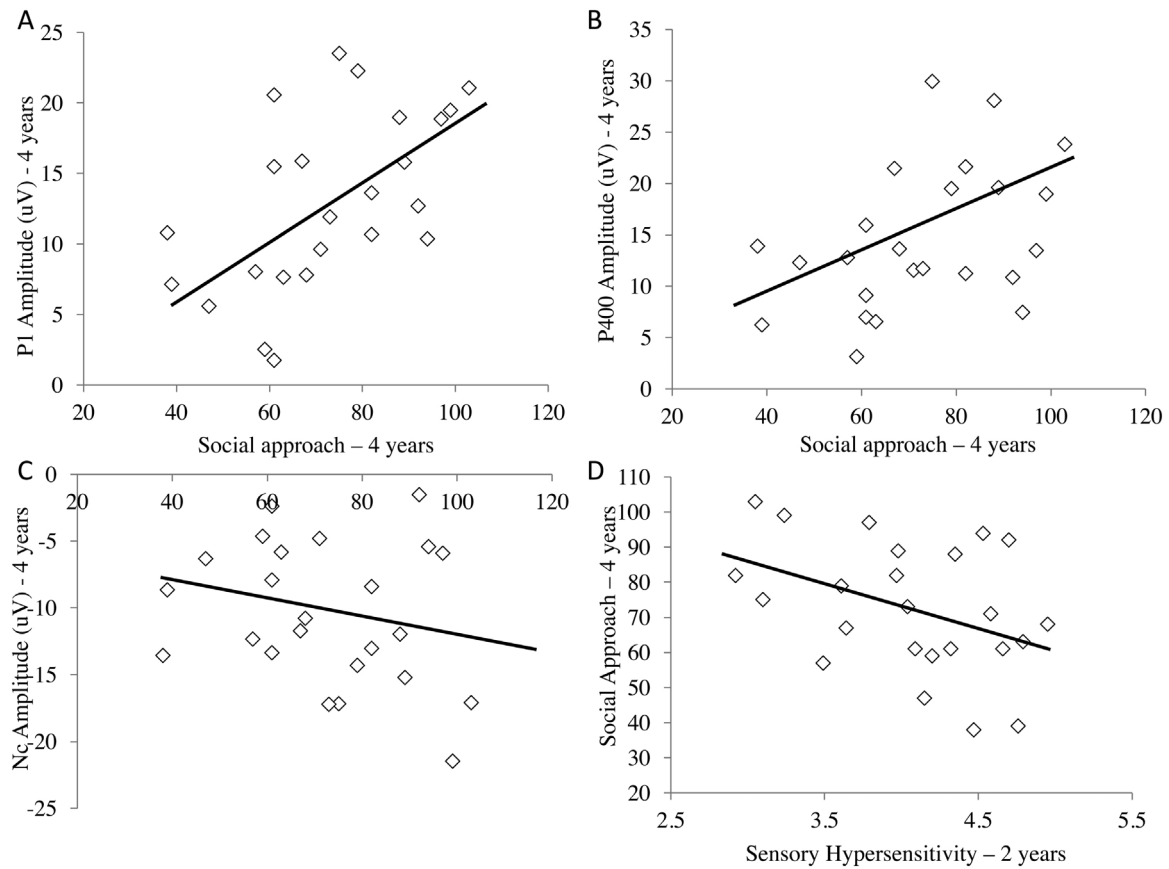 A
25
20
15
10
5
0
20 40 60 80 100 120
P1 Amplitude (uV) - 4 years
Social approach – 4 years
B
35
30
25
20
15
10
5
0
20 40 60 80 100 120
P400 Amplitude (uV) - 4 years
Social approach – 4 years
C
0
20 40 60 80 100 120
-5
-10
-15
-20
-25
Nc Amplitude (uV) - 4 years
D
110
100
90
80
70
60
50
40
30
20
2.5 3.5 4.5 5.5
Social Approach – 4 years
Sensory Hypersensitivity – 2 years